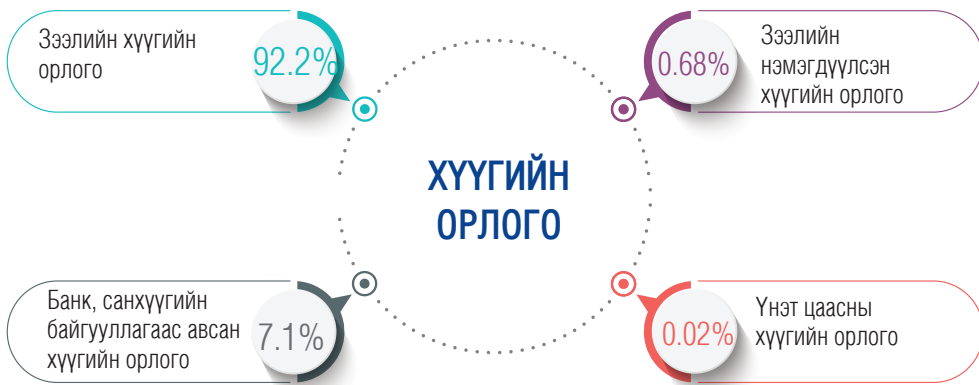 Зээлийн хүүгийн
орлого
92.2%
0.68%
Зээлийн
нэмэгдүүлсэн
хүүгийн орлого
ХҮҮГИЙН
ОРЛОГО
Банк, санхүүгийн
байгууллагаас авсан
хүүгийн орлого
7.1%
0.02%
Үнэт цаасны
хүүгийн орлого